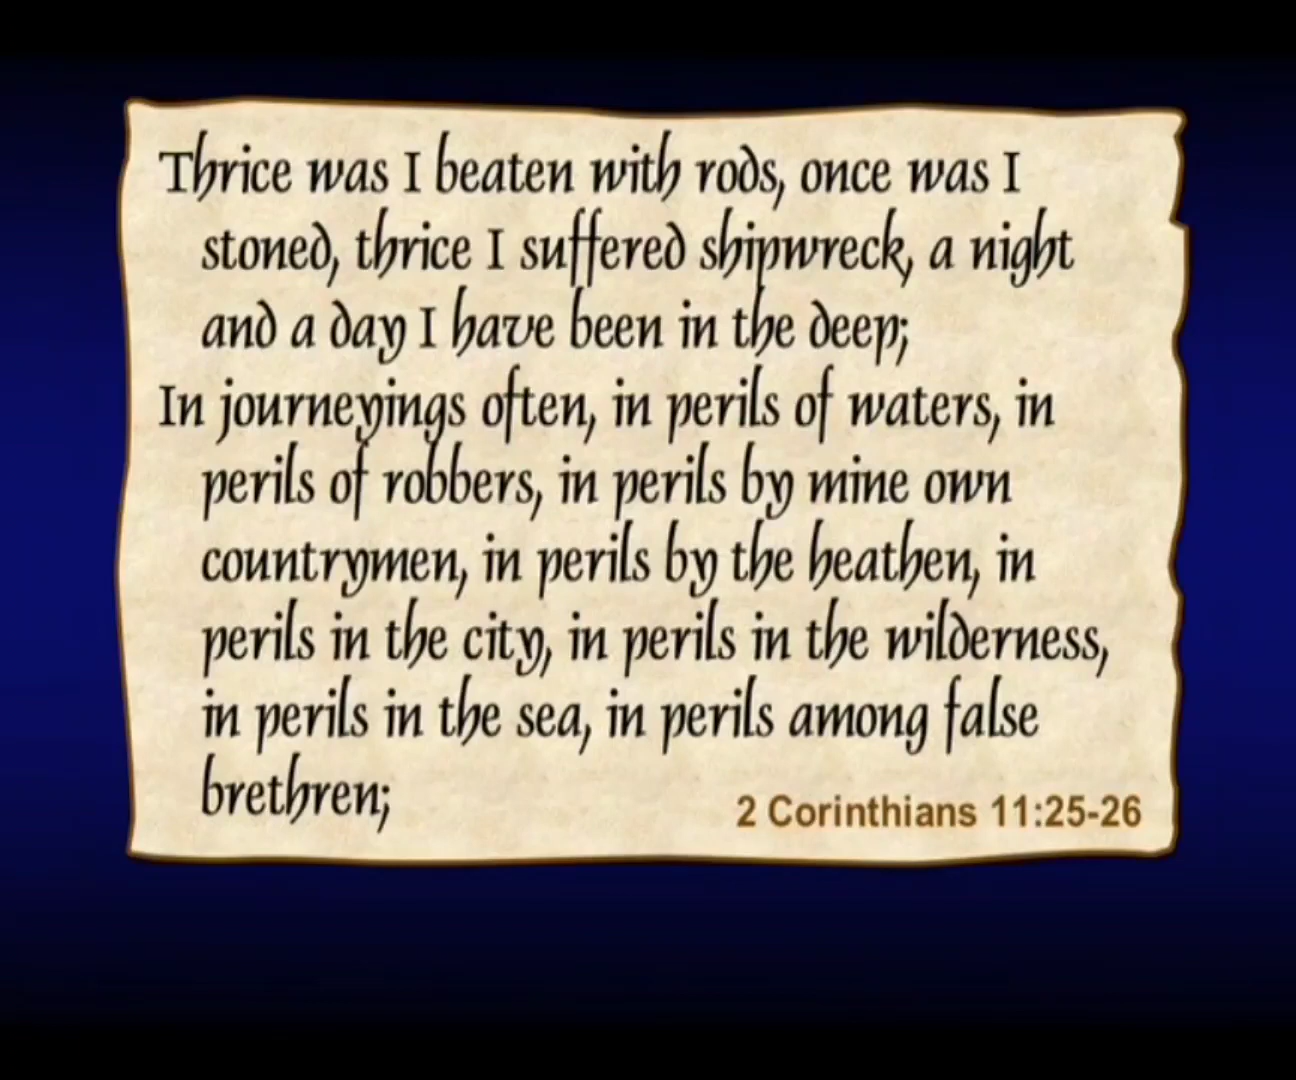 Thrice was I beaten with rods, once was I
stoned, thrice I suffered shipwreck, a night
and a day I have been in the deep;
In journeyings often, in perils of waters, in
perils of robbers, in perils by mine own
countrymen, in perils by the heathen, in
perils in the city, in perils in the wilderness,
in perils in the sea, in perils among false
brethren;
2 Corinthians 11:25-26